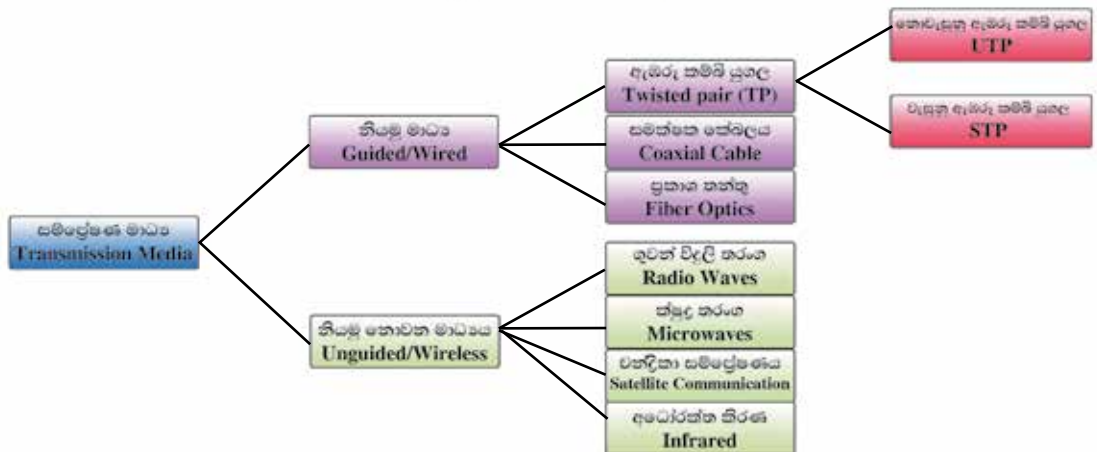 සම්ප්‍රේෂණ මාධ්‍ය
Transmission Media
නියමු මාධ්‍ය
Guided/Wired
ඇඹරූ කම්බි යුගල
Twisted pair (TP)
නොවැසුනු ඇඹරූ කම්බි යුගල
UTP
වැසුනු ඇඹරූ කම්බි යුගල
STP
සමක්ෂක කේබලය
Coaxial Cable
ප්‍රකාශ තන්තු
Fiber Optics
නියමු නොවන මාධ්‍යය
Unguided/Wireless
ගුවන් විදුලි තරංග
Radio Waves
ක්ෂුද්‍ර තරංග
Microwaves
චන්ද්‍රිකා සම්ප්‍රේෂණය
Satellite Communication
අධෝරක්ත කිරණ
Infrared